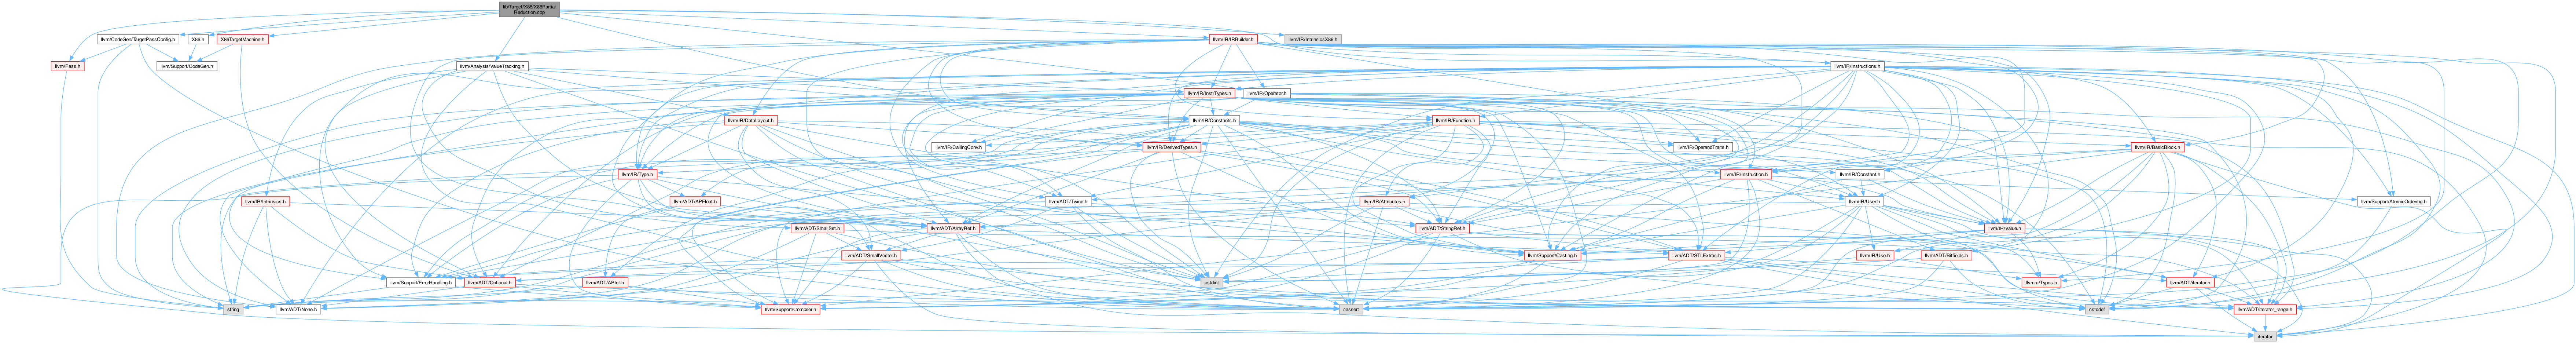 lib/Target/X86/X86Partial
Reduction.cpp
llvm/CodeGen/TargetPassConfig.h
X86.h
X86TargetMachine.h
llvm/IR/IRBuilder.h
llvm/IR/IntrinsicsX86.h
llvm/Pass.h
llvm/Support/CodeGen.h
llvm/Analysis/ValueTracking.h
llvm/IR/Instructions.h
llvm/IR/InstrTypes.h
llvm/IR/Operator.h
llvm/IR/DataLayout.h
llvm/IR/Constants.h
llvm/IR/Function.h
llvm/IR/CallingConv.h
llvm/IR/DerivedTypes.h
llvm/IR/OperandTraits.h
llvm/IR/BasicBlock.h
llvm/IR/Type.h
llvm/IR/Instruction.h
llvm/IR/Constant.h
llvm/IR/Intrinsics.h
llvm/ADT/APFloat.h
llvm/ADT/Twine.h
llvm/IR/Attributes.h
llvm/IR/User.h
llvm/Support/AtomicOrdering.h
llvm/ADT/SmallSet.h
llvm/ADT/ArrayRef.h
llvm/ADT/StringRef.h
llvm/IR/Value.h
llvm/ADT/SmallVector.h
llvm/Support/Casting.h
llvm/ADT/STLExtras.h
llvm/IR/Use.h
llvm/ADT/Bitfields.h
llvm/Support/ErrorHandling.h
llvm/ADT/Optional.h
llvm/ADT/APInt.h
cstdint
llvm-c/Types.h
llvm/ADT/iterator.h
string
llvm/ADT/None.h
llvm/Support/Compiler.h
cassert
cstddef
llvm/ADT/iterator_range.h
iterator